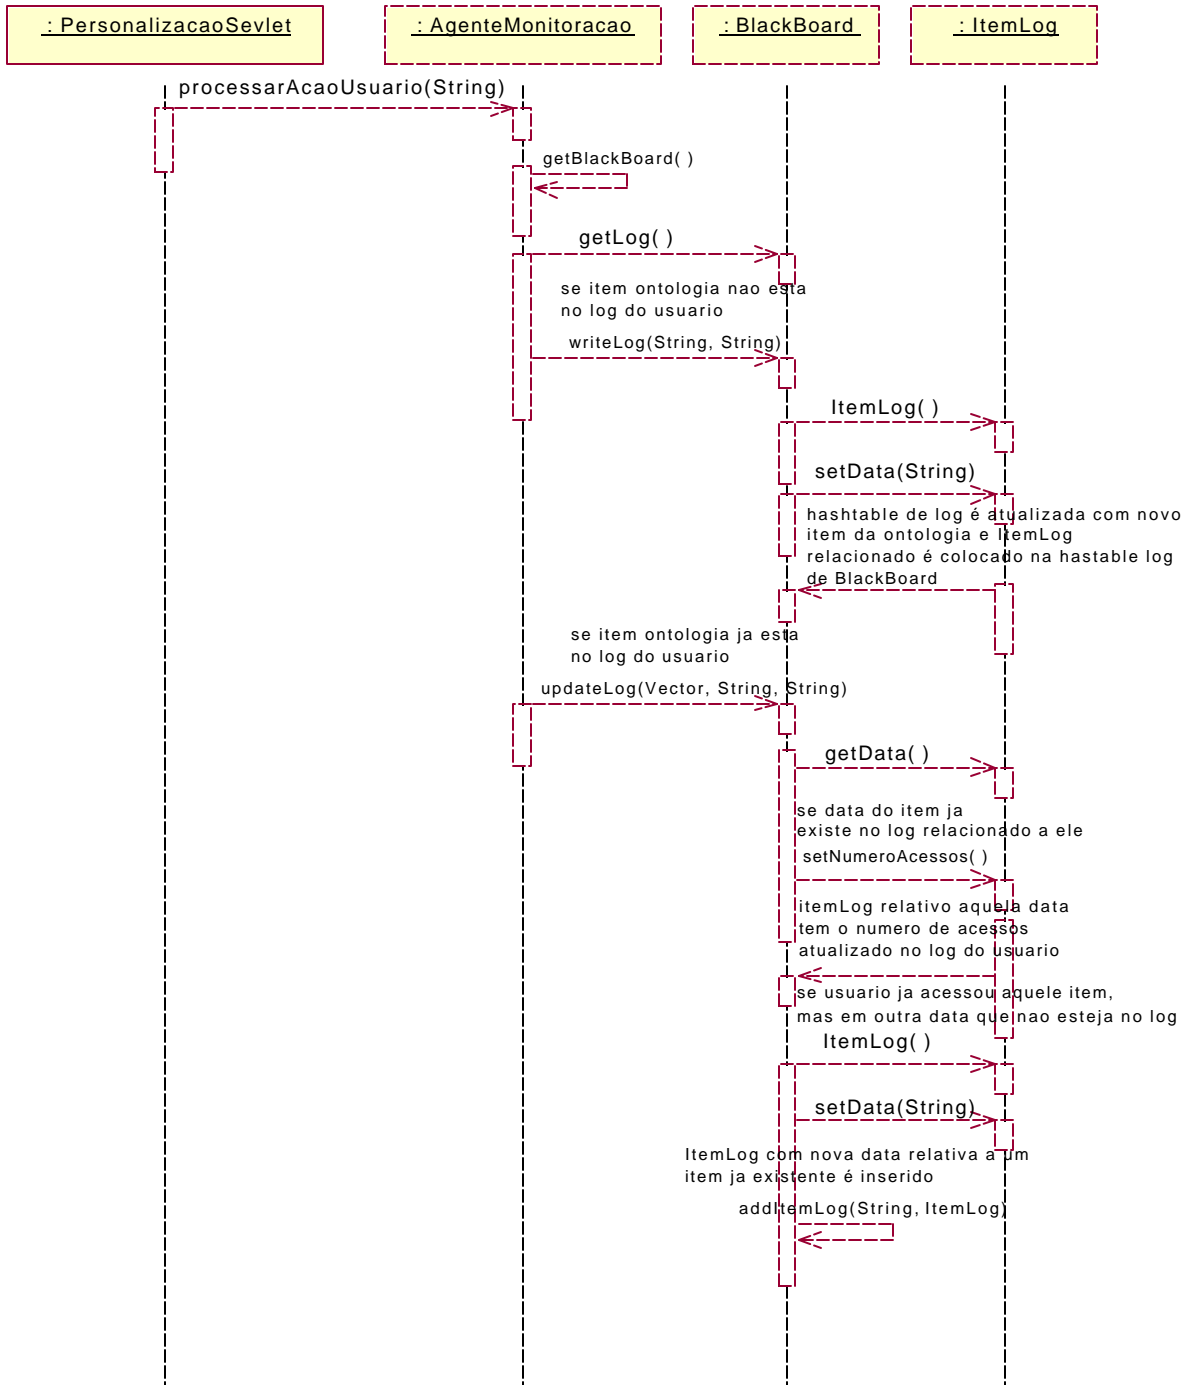 : PersonalizacaoSevlet
: AgenteMonitoracao
: BlackBoard
: ItemLog
processarAcaoUsuario(String)
getBlackBoard( )
getLog( )
se item ontologia nao esta
no log do usuario
writeLog(String, String)
ItemLog( )
setData(String)
hashtable de log é atualizada com novo
item da ontologia e ItemLog
relacionado é colocado na hastable log
de BlackBoard
se item ontologia ja esta
no log do usuario
updateLog(Vector, String, String)
getData( )
se data do item ja
existe no log relacionado a ele
setNumeroAcessos( )
itemLog relativo aquela data
tem o numero de acessos
atualizado no log do usuario
se usuario ja acessou aquele item,
mas em outra data que nao esteja no log
ItemLog( )
setData(String)
ItemLog com nova data relativa a um
item ja existente é inserido
addItemLog(String, ItemLog)